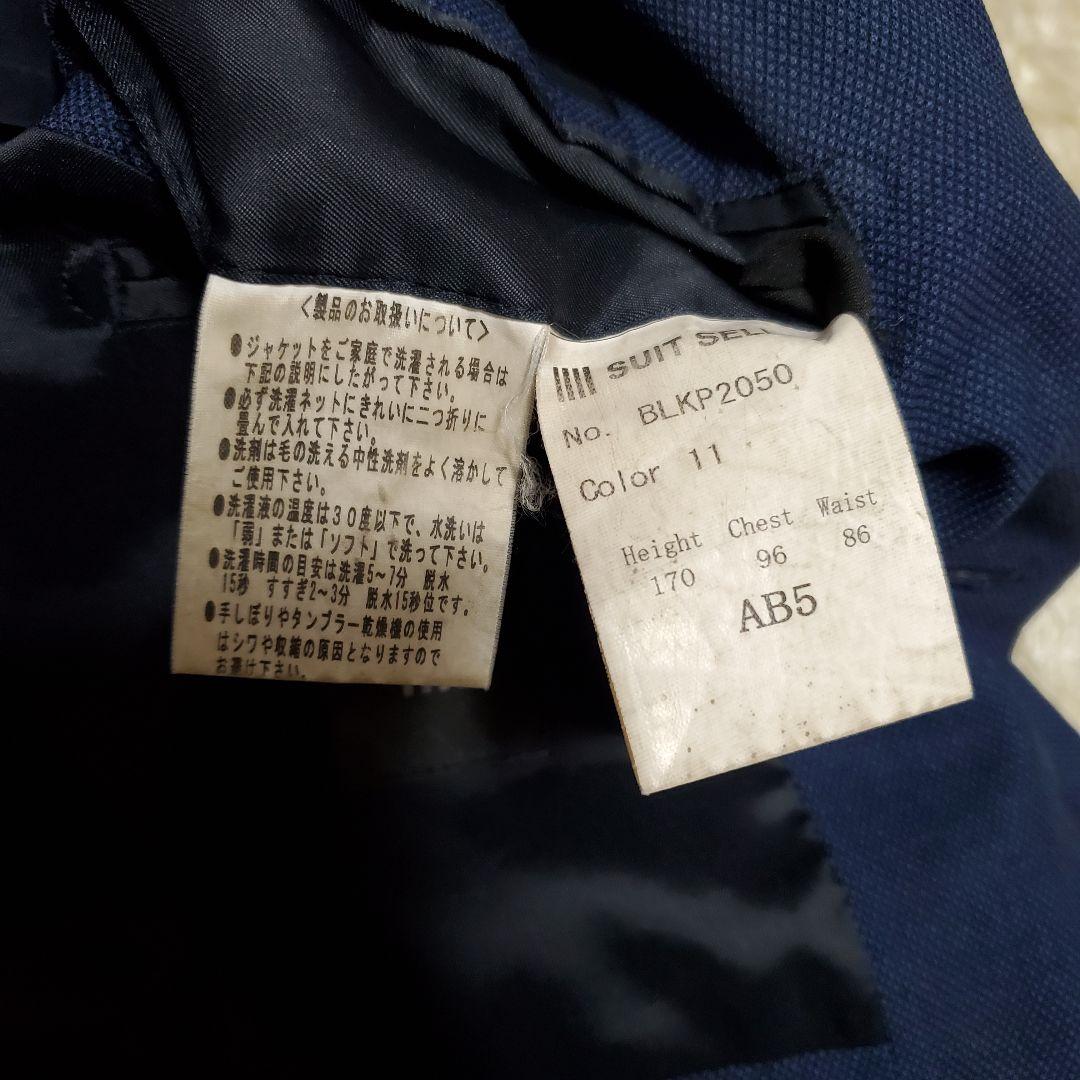 〈製品のお取扱いについて〉
●ジャケットをご家庭で洗濯される場合は
下記の説明にしたがって下さい。
●必ず洗濯ネットにきれいに二つ折りに
畳んで入れて下さい。
●洗剤は毛の洗える中性洗剤をよく溶かして
ご使用下さい。
●洗濯液の温度は30度以下で、水洗いは
「弱」または「ソフト」で洗って下さい。
●洗濯時間の目安は洗濯5~7分 脱水
15秒 すすぎ2~3分 脱水15秒位です。
●手しぼりやタンブラー乾燥機の使用
はシワや収縮の原因となりますので
お避け下さい。
SUIT SEL
No. BLKP2050
Color 11
Height Chest Waist
170 96 86
AB5